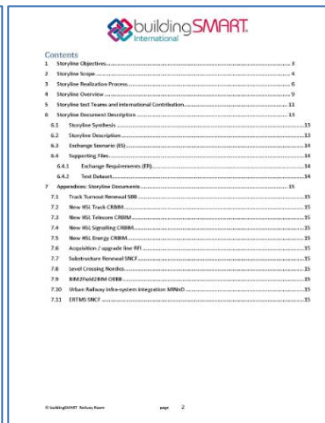 buildingSMART.
International
Contents
1 Storyline Objectives 3
2 Storyline Scope 4
3 Storyline Realization Process 6
4 Storyline Overview 9
5 Storyline test Teams and international Contribution 11
6 Storyline Document Description 13
6.1 Storyline Synthesis 13
6.2 Storyline Description 13
6.3 Exchange Scenario (ES) 14
6.4 Supporting Files 14
6.4.1 Exchange Requirements (ER) 14
6.4.2 Test Dataset 14
7 Appendices: Storyline Documents 15
7.1 Track Turnout Renewal SBB 15
7.2 New HSL Track CRBIM 15
7.3 New HSL Telecom CRBIM 15
7.4 New HSL Signalling CRBIM 15
7.5 New HSL Energy CRBIM 15
7.6 Acquisition / upgrade line RFI 15
7.7 Substructure Renewal SNCF 15
7.8 Level Crossing Nordics 15
7.9 BIM2Field2BIM ÖBB 15
7.10 Urban Railway infra-system integration MINnD 15
7.11 ERTMS SNCF 15
© buildingSMART Railway Room page 2